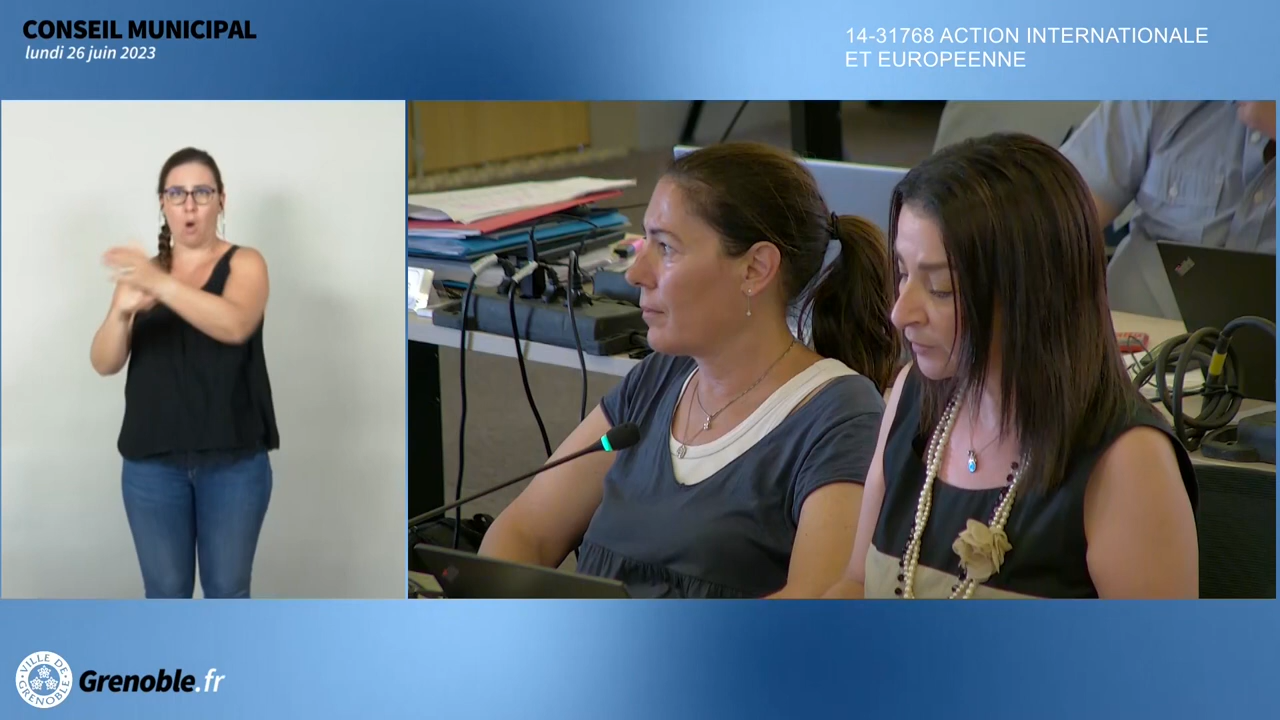 CONSEIL MUNICIPAL
lundi 26 juin 2023
14-31768 ACTION INTERNATIONALE
ET EUROPEENNE
VILLE DE
GRENOBLE
Grenoble.fr